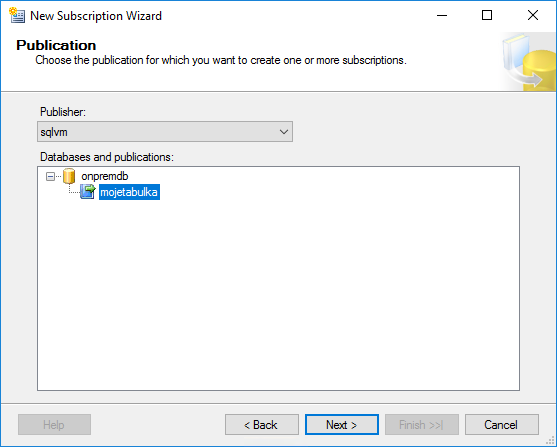 New Subscription Wizard
Publication
Choose the publication for which you want to create one or more subscriptions.
Publisher:
sqlvm
Databases and publications:
onpremdb
mojetabulka
Help
< Back
Next >
Finish >>|
Cancel